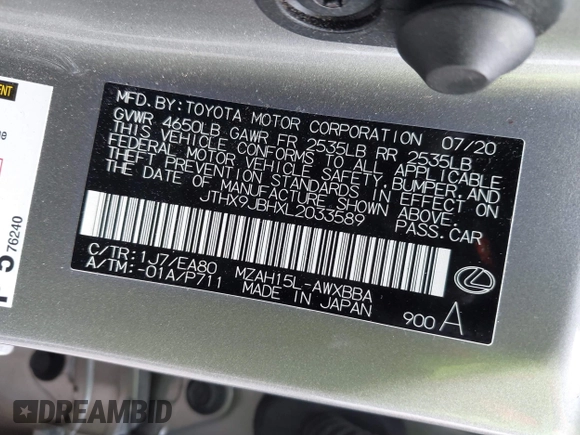 MFD. BY: TOYOTA MOTOR CORPORATION 07/20
GVWR 4650LB GAWR FR 2535LB RR 2535LB
THIS VEHICLE CONFORMS TO ALL APPLICABLE
FEDERAL MOTOR VEHICLE SAFETY, BUMPER, AND
THEFT PREVENTION STANDARDS IN EFFECT ON THE
DATE OF MANUFACTURE SHOWN ABOVE.
JTHX9JBHXL2033589 PASS.CAR
C/TR: 1J7/EA80 MZAH15L-AWXBBA
A/TM: -01A/P711 MADE IN JAPAN
900 A
76240
DREAMBID